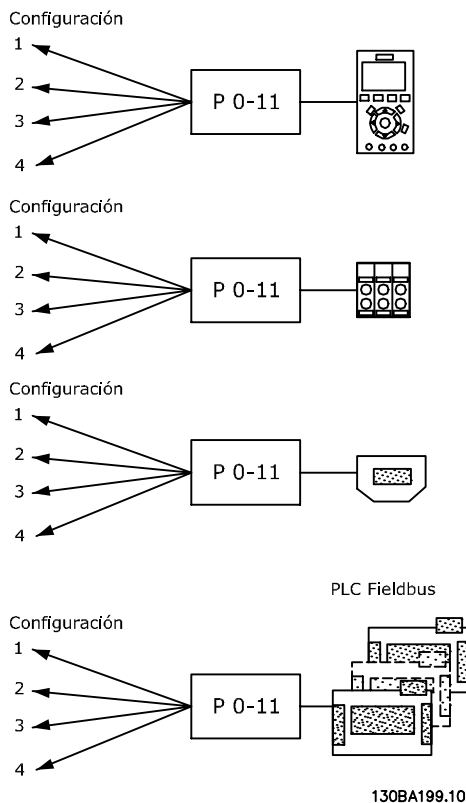 Configuración
1
2
3
4
P 0-11
Configuración
1
2
3
4
P 0-11
Configuración
1
2
3
4
P 0-11
PLC Fieldbus
Configuración
1
2
3
4
P 0-11
130BA199.10